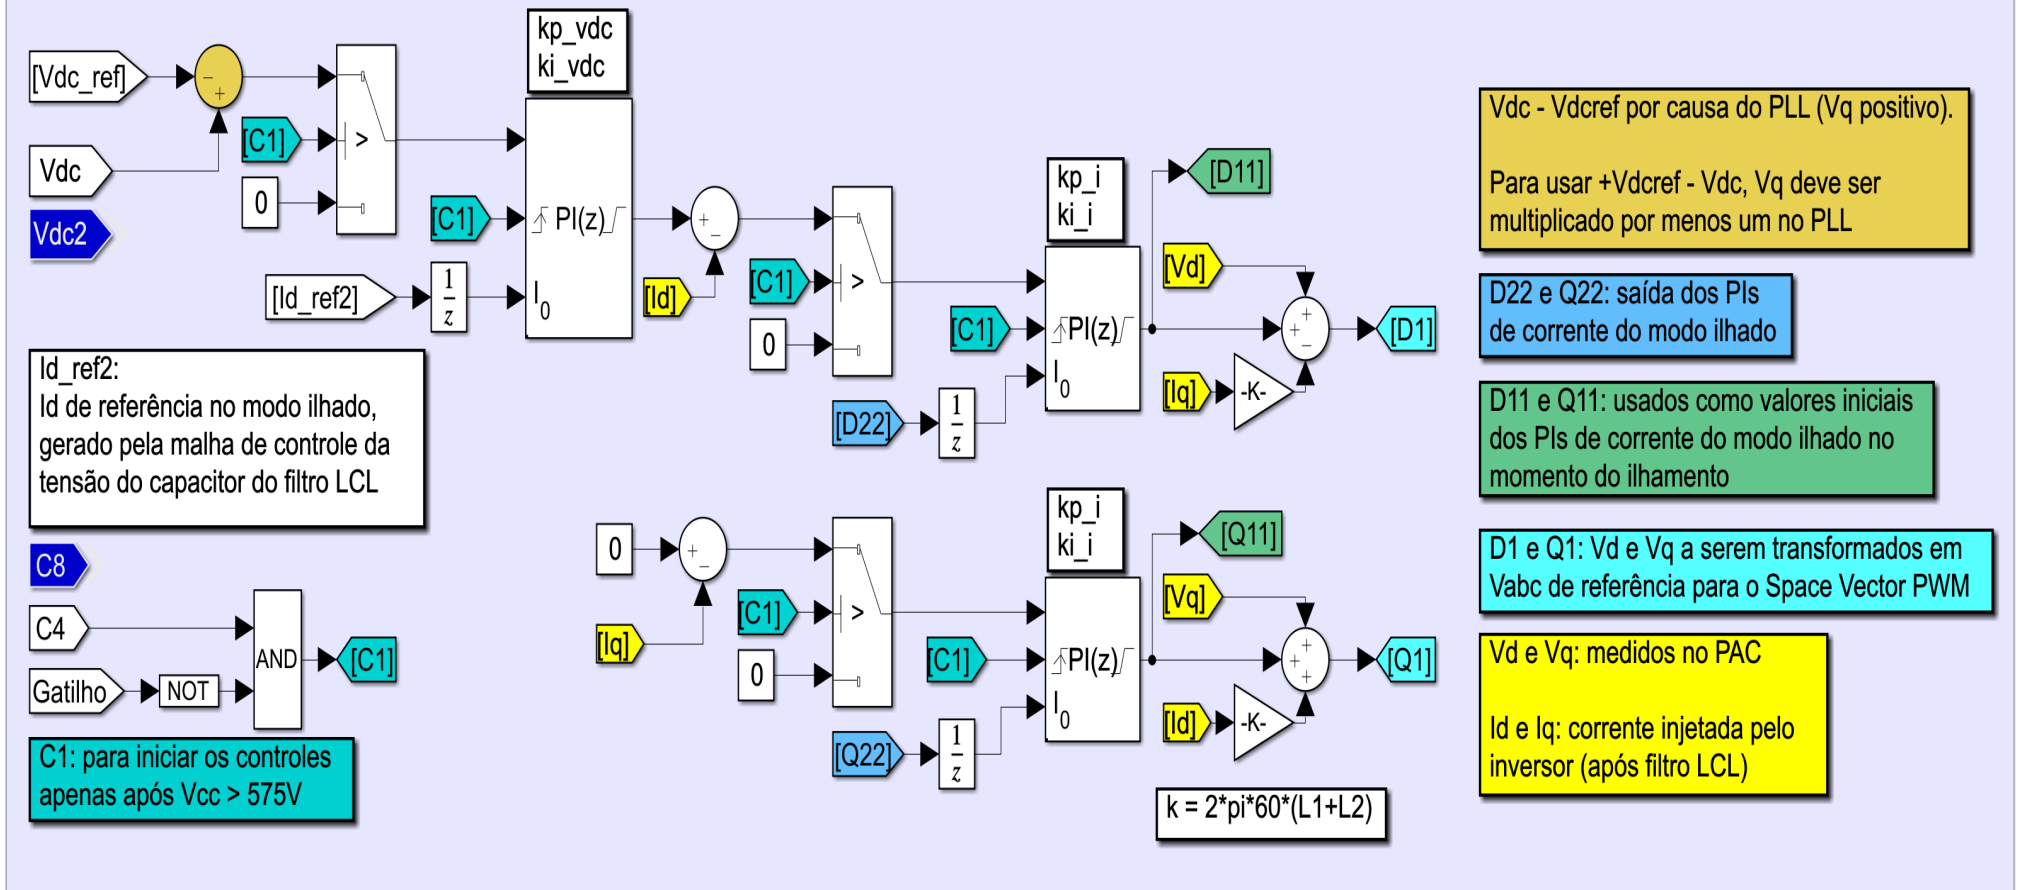 kp_vdc
ki_vdc
[Vdc_ref]
−
+
[C1]
>
Vdc
0
Vdc2
[C1]
PI(z)
[Id_ref2]
1
z
I0
+
−
[Id]
[C1]
>
0
kp_i
ki_i
[D11]
[Vd]
[C1]
PI(z)
I0
+
+
−
[D1]
[Iq]
-K-
[D22]
1
z
Id_ref2:
Id de referência no modo ilhado,
gerado pela malha de controle da
tensão do capacitor do filtro LCL
C8
C4
Gatilho
NOT
AND
[C1]
C1: para iniciar os controles
apenas após Vcc > 575V
0
+
−
[Iq]
[C1]
>
0
kp_i
ki_i
[Q11]
[Vq]
[C1]
PI(z)
I0
+
+
+
[Q1]
[Id]
-K-
[Q22]
1
z
k = 2*pi*60*(L1+L2)
Vdc - Vdcref por causa do PLL (Vq positivo).
Para usar +Vdcref - Vdc, Vq deve ser
multiplicado por menos um no PLL
D22 e Q22: saída dos PIs
de corrente do modo ilhado
D11 e Q11: usados como valores iniciais
dos PIs de corrente do modo ilhado no
momento do ilhamento
D1 e Q1: Vd e Vq a serem transformados em
Vabc de referência para o Space Vector PWM
Vd e Vq: medidos no PAC
Id e Iq: corrente injetada pelo
inversor (após filtro LCL)